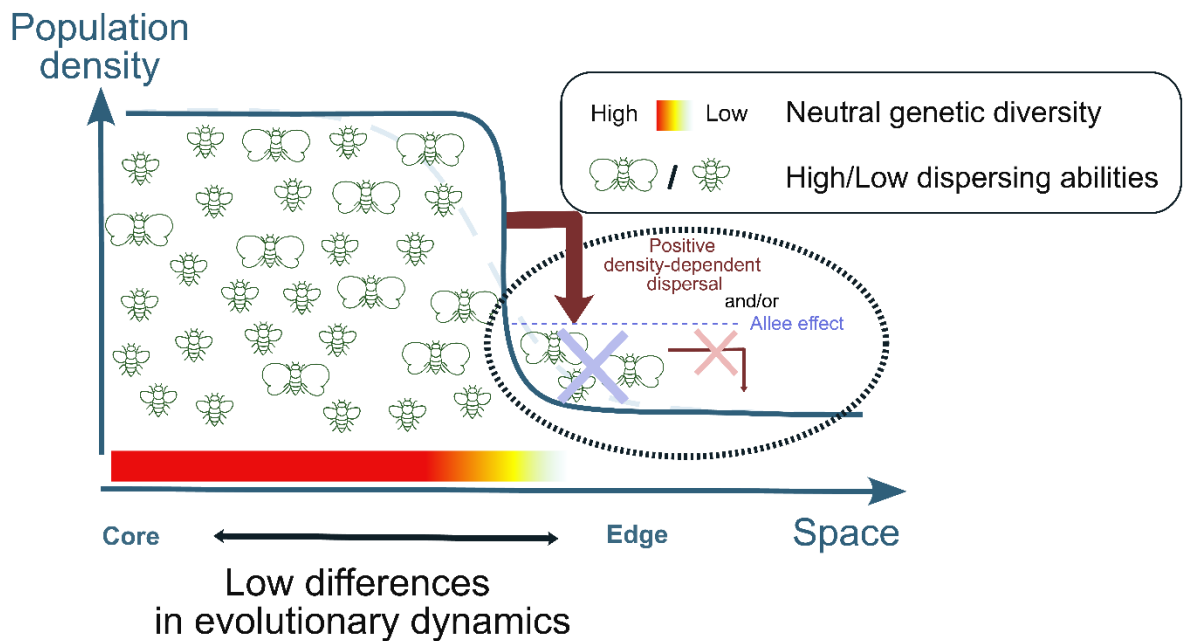 Population
density
High Low Neutral genetic diversity
/ High/Low dispersing abilities
Positive
density-dependent
dispersal
and/or
Allee effect
Core Edge Space
Low differences
in evolutionary dynamics